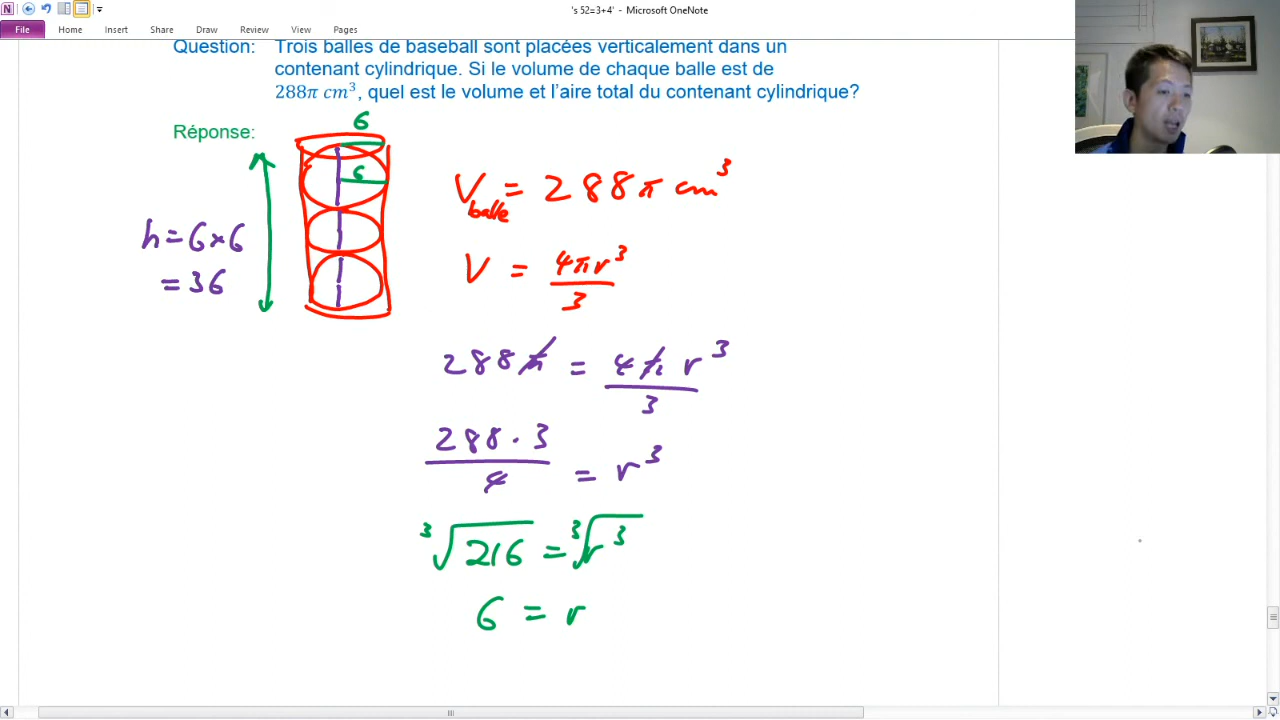 's 52=3+4' - Microsoft OneNote
File Home Insert Share Draw Review View Pages
Question: Trois balles de baseball sont placées verticalement dans un
contenant cylindrique. Si le volume de chaque balle est de
288π cm³, quel est le volume et l'aire total du contenant cylindrique?
Réponse:
6
6
h = 6 × 6
= 36
V balle = 288π cm³
V = 4πr³/3
288π = 4πr³/3
288·3/4 = r³
³√216 = ³√r³
6 = r